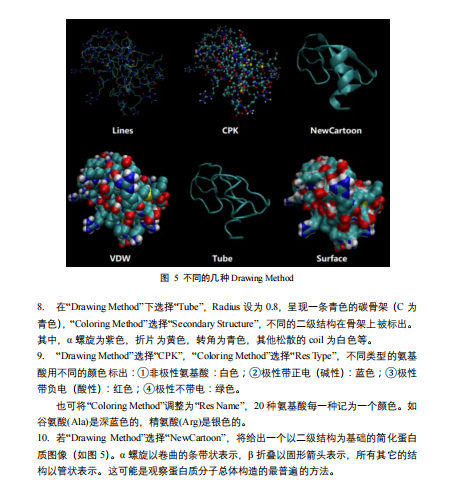 Lines
CPK
NewCartoon
VDW
Tube
Surface
图 5 不同的几种 Drawing Method
8. 在“Drawing Method”下选择“Tube”，Radius 设为 0.8，呈现一条青色的碳骨架（C 为
青色），“Coloring Method”选择“Secondary Structure”，不同的二级结构在骨架上被标出。
其中，α 螺旋为紫色，折片为黄色，转角为青色，其他松散的 coil 为白色等。
9. “Drawing Method”选择“CPK”，“Coloring Method”选择“Res Type”，不同类型的氨基
酸用不同的颜色标出：①非极性氨基酸：白色；②极性带正电（碱性）：蓝色；③极性
带负电（酸性）：红色；④极性不带电：绿色。
也可将“Coloring Method”调整为“Res Name”，20 种氨基酸每一种记为一个颜色。如
谷氨酸(Ala)是深蓝色的，精氨酸(Arg)是银色的。
10. 若“Drawing Method”选择“NewCartoon”，将给出一个以二级结构为基础的简化蛋白
质图像（如图 5）。α 螺旋以卷曲的条带状表示，β 折叠以固形箭头表示，所有其它的结
构以管状表示。这可能是观察蛋白质分子总体构造的最普遍的方法。